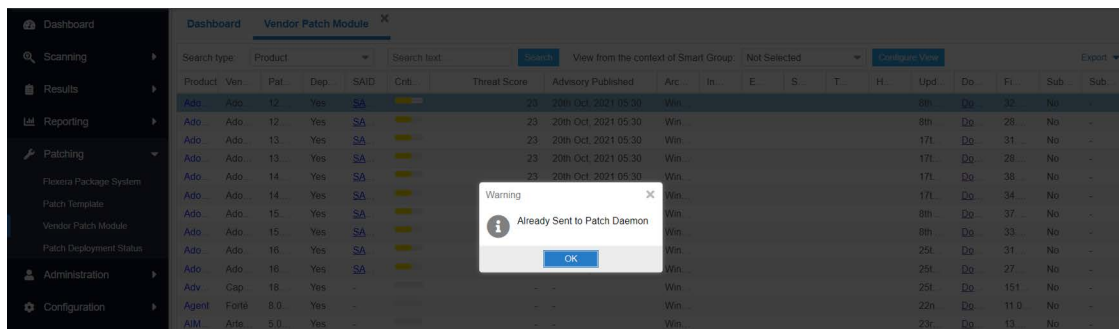 Dashboard
Scanning
Results
Reporting
Patching
Flexera Package System
Patch Template
Vendor Patch Module
Patch Deployment Status
Administration
Configuration
Dashboard Vendor Patch Module
Search type: Product Search text: Search View from the context of Smart Group: Not Selected Configure View Export
Product Ven... Pat... Dep... SAID Criti... Threat Score Advisory Published Arc... In... E... S... T... H... Upd... Do... Fi... Sub... Sub...
Ado... Ado... 12... Yes SA... 23 20th Oct, 2021 05:30 Win... 8th... Do... 32... No -
Ado... Ado... 12... Yes SA... 23 20th Oct, 2021 05:30 Win... 8th... Do... 28... No -
Ado... Ado... 13... Yes SA... 23 20th Oct, 2021 05:30 Win... 17t... Do... 31... No -
Ado... Ado... 13... Yes SA... 23 20th Oct, 2021 05:30 Win... 17t... Do... 28... No -
Ado... Ado... 14... Yes SA... 23 20th Oct, 2021 05:30 Win... 17t... Do... 38... No -
Ado... Ado... 14... Yes SA... Win... 17t... Do... 34... No -
Ado... Ado... 15... Yes SA... Win... 8th... Do... 37... No -
Ado... Ado... 15... Yes SA... Win... 8th... Do... 33... No -
Ado... Ado... 16... Yes SA... Win... 25t... Do... 31... No -
Ado... Ado... 16... Yes SA... Win... 25t... Do... 27... No -
Adv... Cap... 18... Yes - - - Win... 25t... Do... 151... No -
Agent Forté 8.0... Yes - - - Win... 22n... Do... 11.0... No -
AIM... Arte... 5.0... Yes - - - Win... 23r... Do... 13... No -
Warning
Already Sent to Patch Daemon
OK